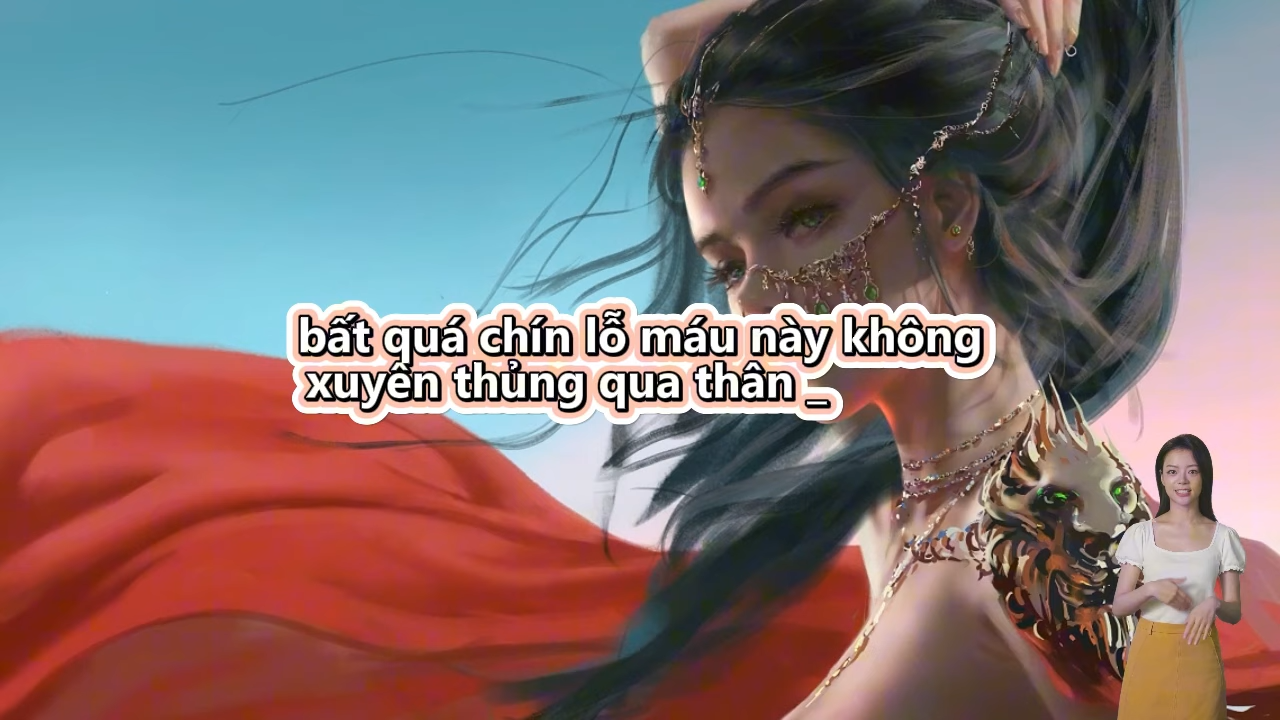 bất quá chín lỗ máu này không
xuyên thủng qua thân _